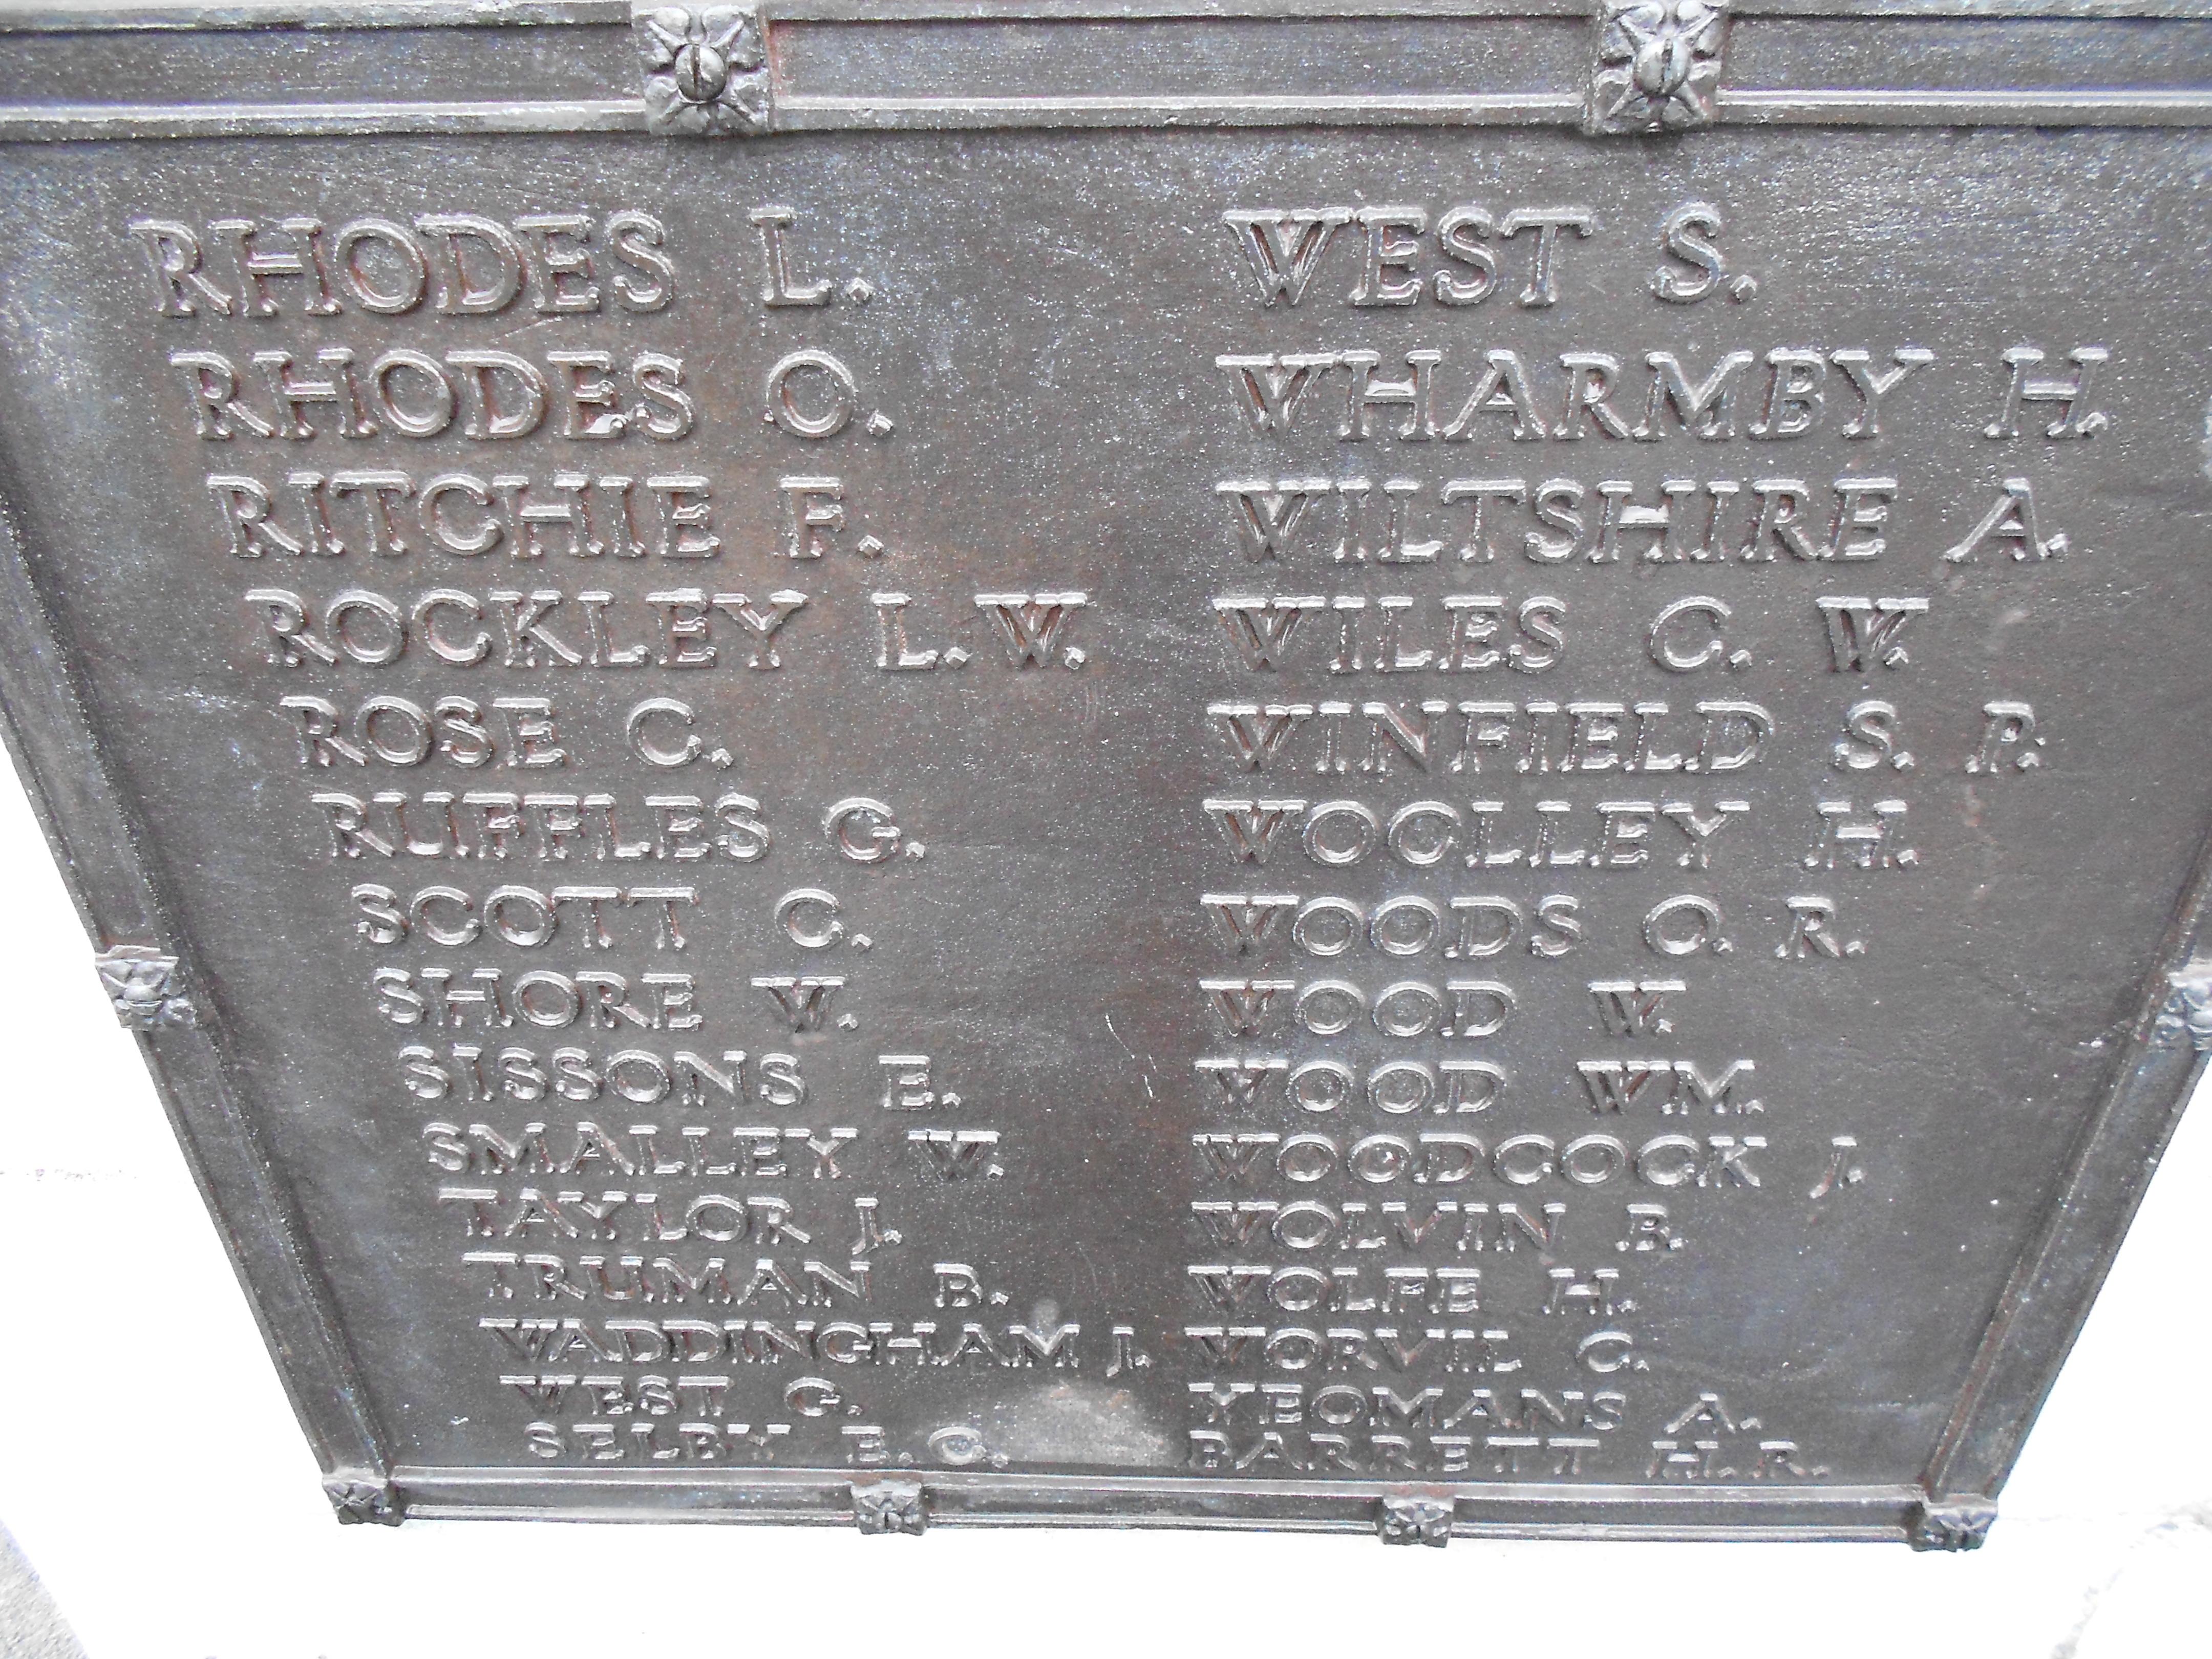 RHODES L.
RHODES O.
RITCHIE F.
ROCKLEY L.W.
ROSE C.
RUFFLES G.
SCOTT C.
SHORE W.
SISSONS E.
SMALLEY W.
TAYLOR J.
TRUMAN B.
WADDINGHAM J.
WEST G.
SELBY E.C.
WEST S.
WHARMBY H.
WILTSHIRE A.
WILES C. W.
WINFIELD S. P.
WOOLLEY H.
WOODS O. R.
WOOD W.
WOOD WM.
WOODCOCK J.
WOLVIN B.
WOLFE H.
WORVIL C.
YEOMANS A.
BARRETT H.R.